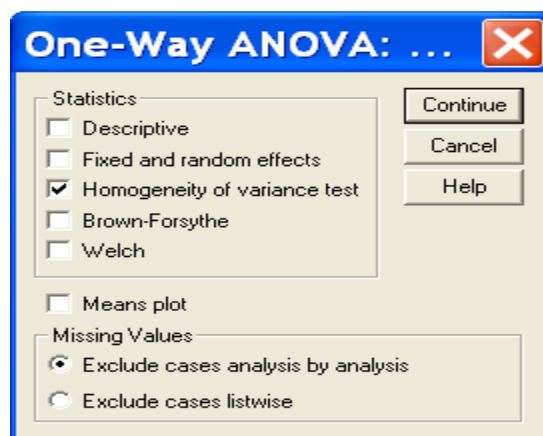 One-Way ANOVA: ...
Statistics
Descriptive
Fixed and random effects
Homogeneity of variance test
Brown-Forsythe
Welch
Continue
Cancel
Help
Means plot
Missing Values
Exclude cases analysis by analysis
Exclude cases listwise